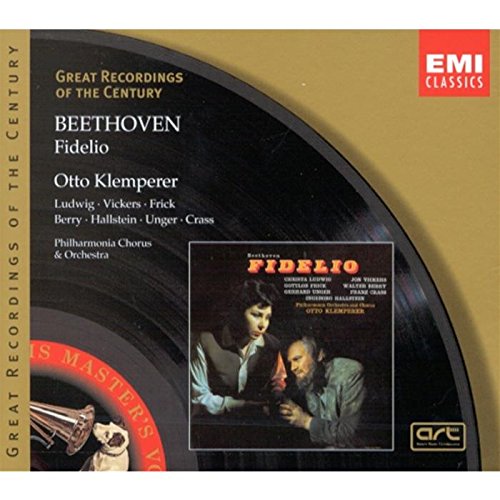 Great Recordings of the Century
GREAT RECORDINGS
OF THE CENTURY
EMI
CLASSICS
BEETHOVEN
Fidelio
Otto Klemperer
Ludwig · Vickers · Frick
Berry · Hallstein · Unger · Crass
Philharmonia Chorus
& Orchestra
Beethoven
FIDELIO
CHRISTA LUDWIG JON VICKERS
GOTTLOB FRICK WALTER BERRY
GERHARD UNGER FRANZ CRASS
INGEBORG HALLSTEIN
Philharmonia Orchestra and Chorus
OTTO KLEMPERER
IS MASTER'S VO
art